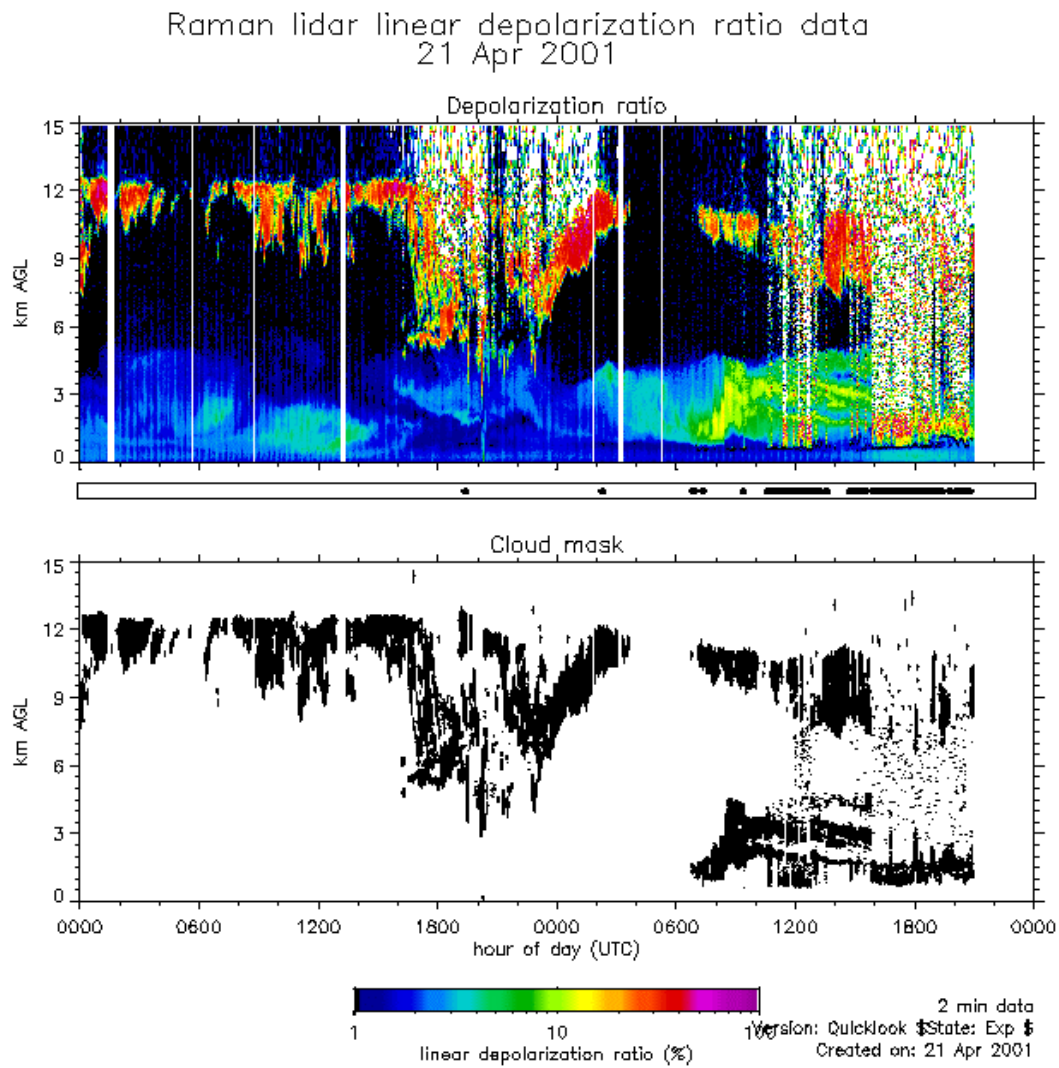 Raman lidar linear depolarization ratio data
21 Apr 2001
Depolarization ratio
15
12
9
6
3
0
km AGL
Cloud mask
15
12
9
6
3
0
km AGL
0000 0600 1200 1800 0000 0600 1200 1800 0000
hour of day (UTC)
1 10 100
linear depolarization ratio (%)
2 min data
Version: Quicklook $State: Exp $
Created on: 21 Apr 2001